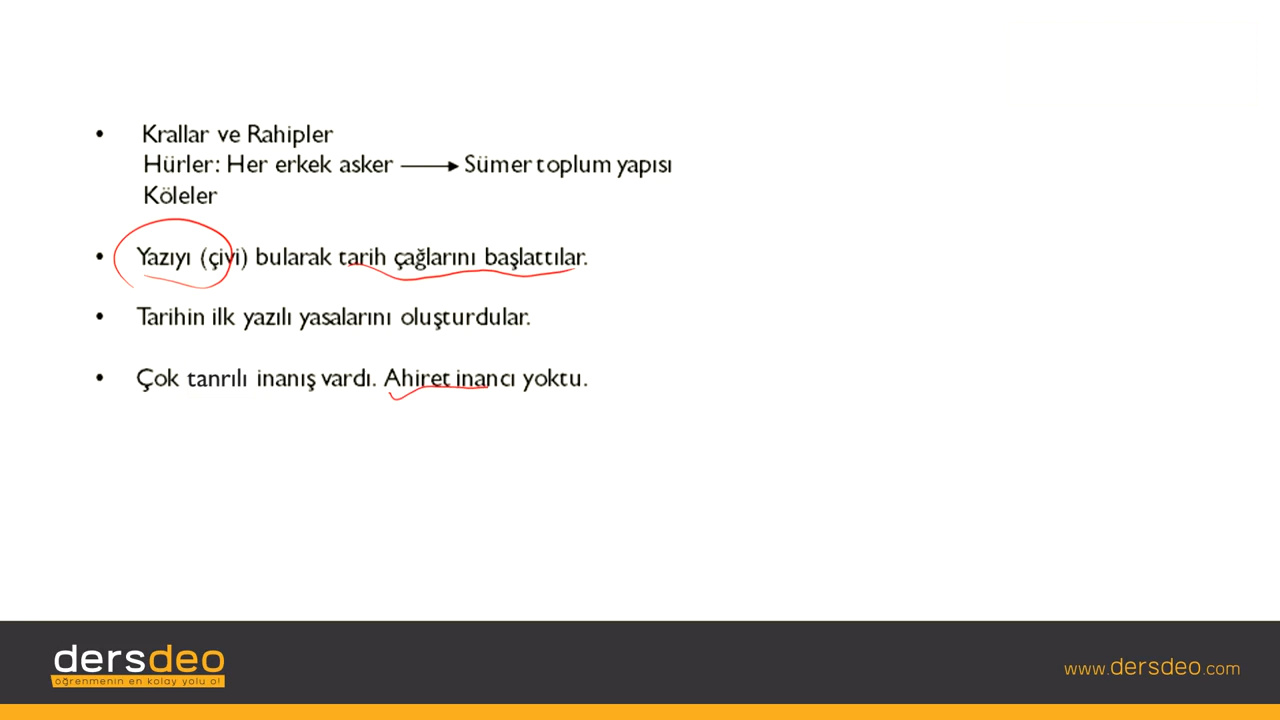 • Krallar ve Rahipler
Hürler: Her erkek asker → Sümer toplum yapısı
Köleler
• Yazıyı (çivi) bularak tarih çağlarını başlattılar.
• Tarihin ilk yazılı yasalarını oluşturdular.
• Çok tanrılı inanış vardı. Ahiret inancı yoktu.
dersdeo
öğrenmenin en kolay yolu o!
www.dersdeo.com